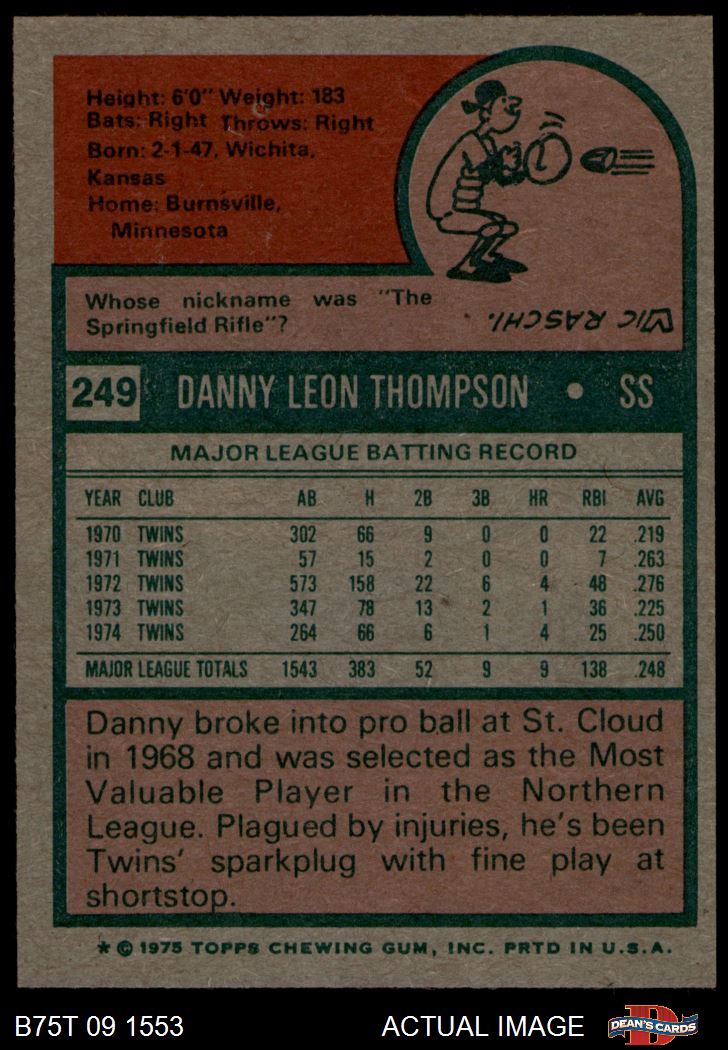 Height: 6'0" Weight: 183
Bats: Right Throws: Right
Born: 2-1-47, Wichita,
Kansas
Home: Burnsville,
Minnesota
Whose nickname was "The
Springfield Rifle"?
VIC RASCHI.
249 DANNY LEON THOMPSON • SS
MAJOR LEAGUE BATTING RECORD
YEAR CLUB AB H 2B 3B HR RBI AVG
1970 TWINS 302 66 9 0 0 22 .219
1971 TWINS 57 15 2 0 0 7 .263
1972 TWINS 573 158 22 6 4 48 .276
1973 TWINS 347 78 13 2 1 36 .225
1974 TWINS 264 66 6 1 4 25 .250
MAJOR LEAGUE TOTALS 1543 383 52 9 9 138 .248
Danny broke into pro ball at St. Cloud
in 1968 and was selected as the Most
Valuable Player in the Northern
League. Plagued by injuries, he's been
Twins' sparkplug with fine play at
shortstop.
* © 1975 TOPPS CHEWING GUM, INC. PRTD IN U.S.A.
B75T 09 1553 ACTUAL IMAGE D DEAN'S CARDS